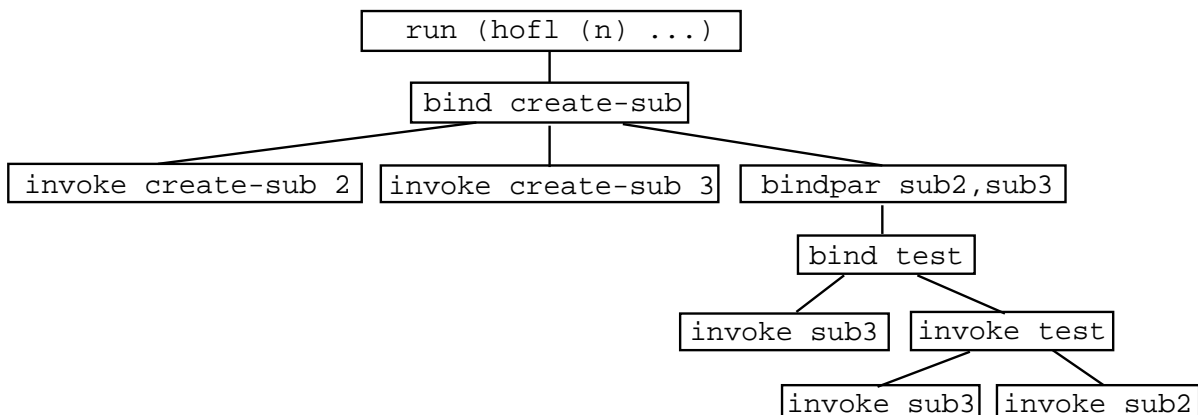 run (hofl (n) ...)
bind create-sub
invoke create-sub 2
invoke create-sub 3
bindpar sub2,sub3
bind test
invoke sub3
invoke test
invoke sub3
invoke sub2